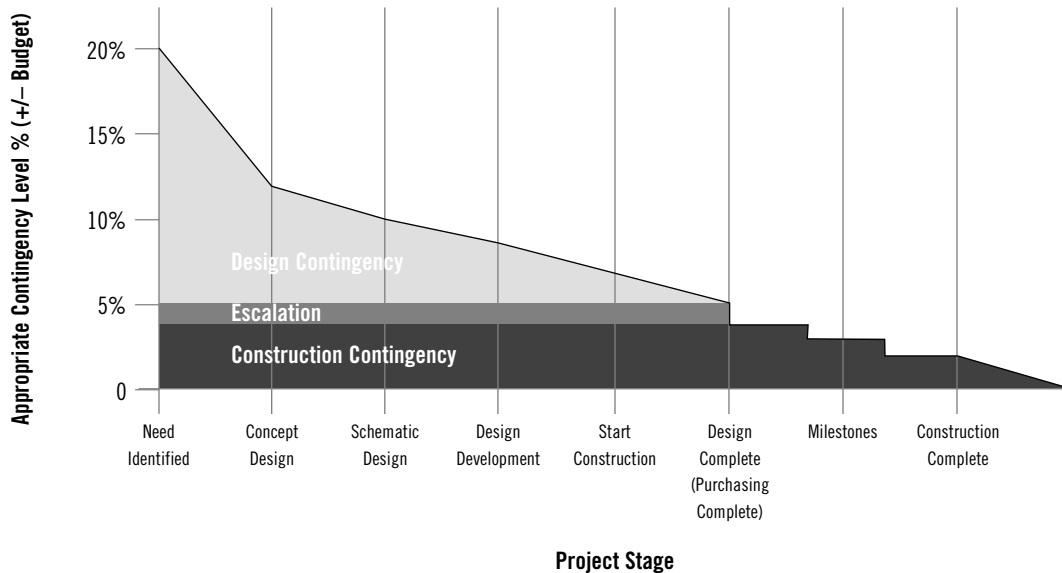 Appropriate Contingency Level % (+/– Budget)
20%
15%
10%
5%
0
Design Contingency
Escalation
Construction Contingency
Need
Identified
Concept
Design
Schematic
Design
Design
Development
Start
Construction
Design
Complete
(Purchasing
Complete)
Milestones
Construction
Complete
Project Stage